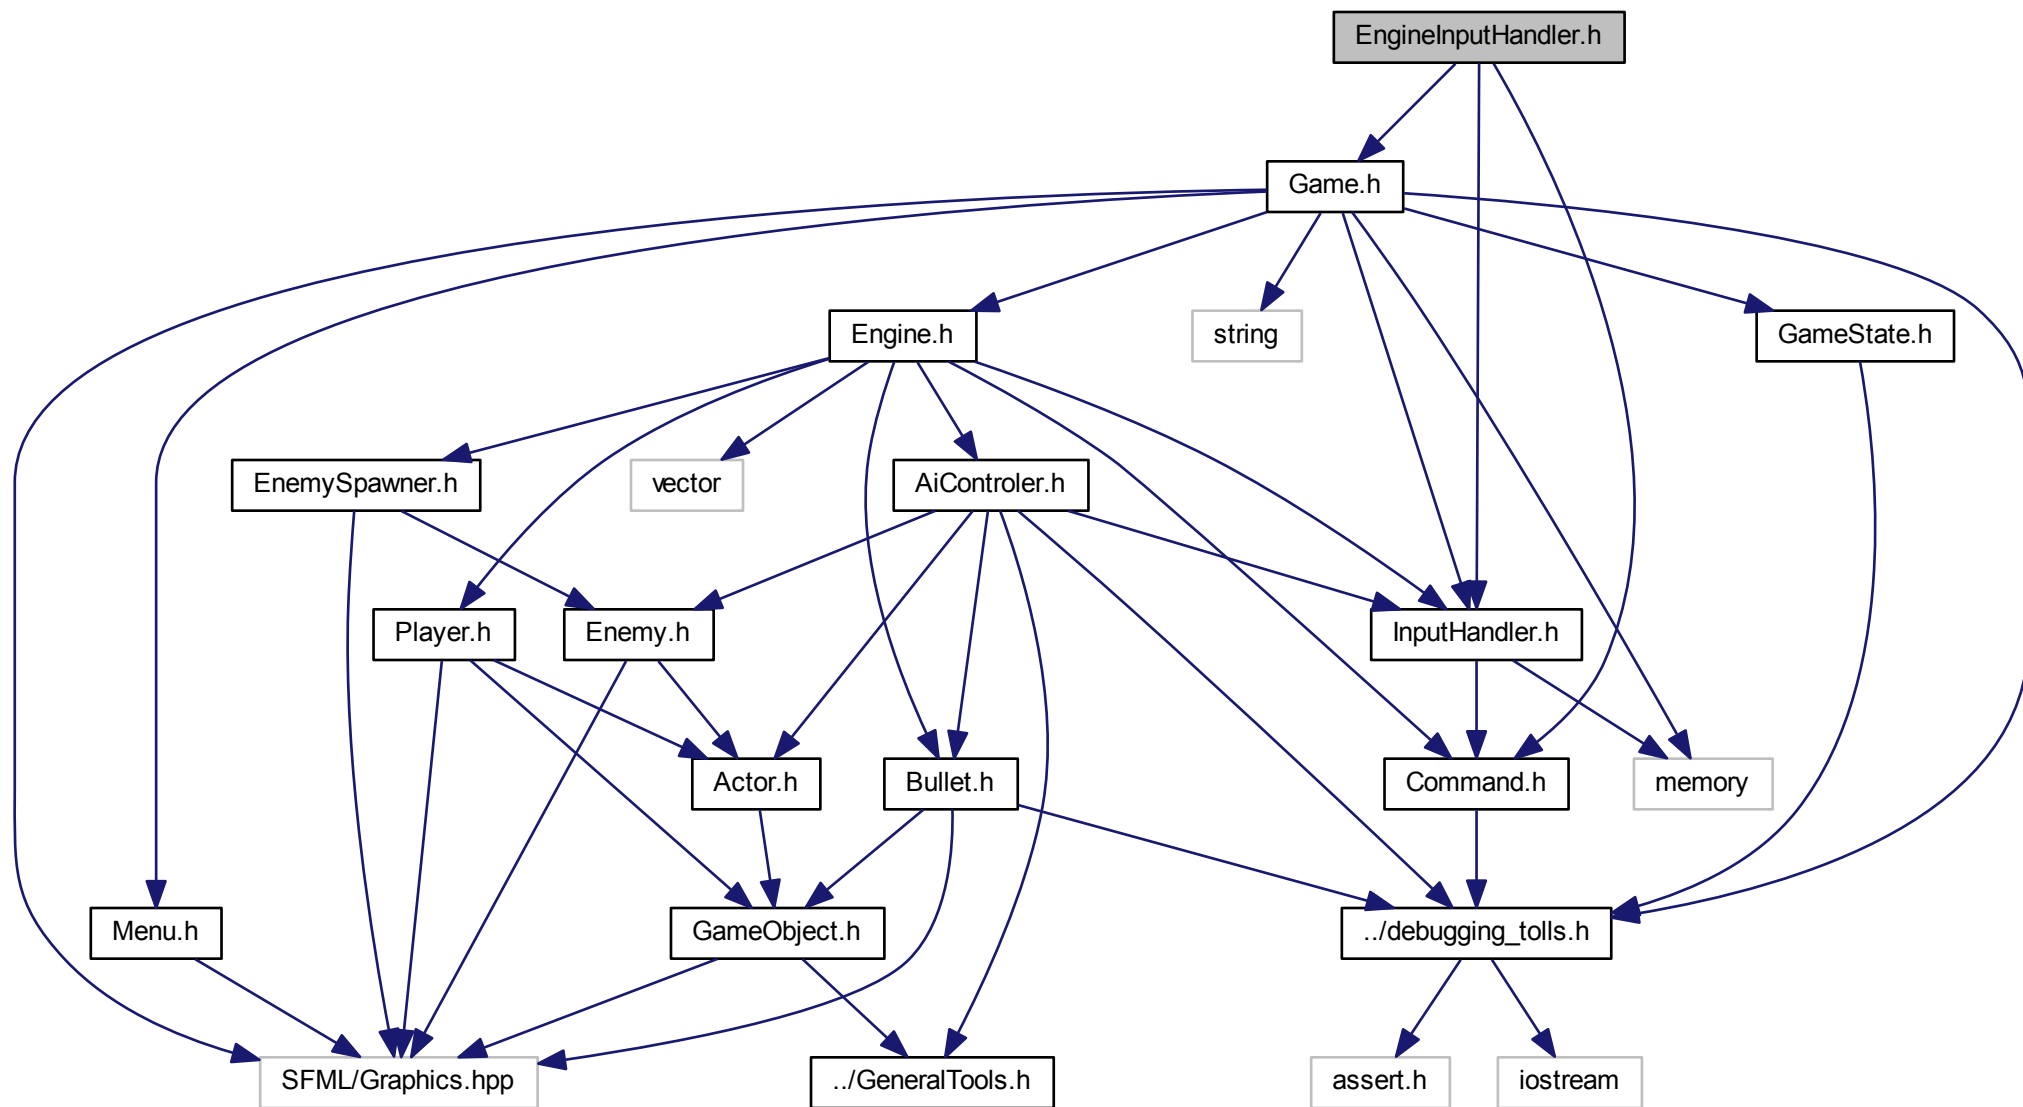 EngineInputHandler.h
Game.h
Engine.h
string
GameState.h
EnemySpawner.h
vector
AiControler.h
Player.h
Enemy.h
InputHandler.h
Actor.h
Bullet.h
Command.h
memory
Menu.h
GameObject.h
../debugging_tolls.h
SFML/Graphics.hpp
../GeneralTools.h
assert.h
iostream